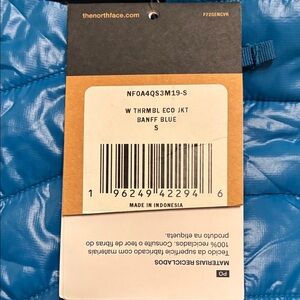 thenorthface.com F22GENCVR
NF0A4QS3M19-S
W THRMBL ECO JKT
BANFF BLUE
S
1 96249 42294 6
MADE IN INDONESIA
PO
MATERIAIS RECICLADOS
Tecido da superfície fabricado com materiais
100% reciclados. Consulte o teor de fibras do
produto na etiqueta.